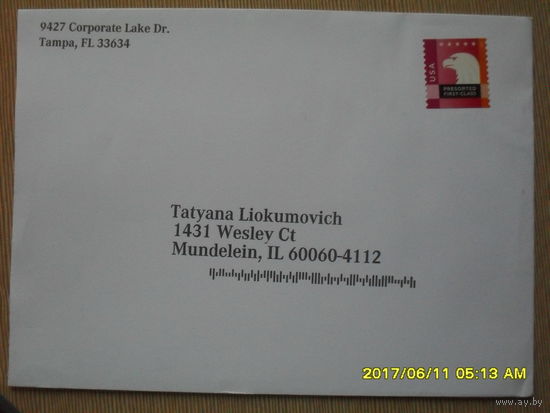 9427 Corporate Lake Dr.
Tampa, FL 33634
USA
PRESORTED
FIRST-CLASS
Tatyana Liokumovich
1431 Wesley Ct
Mundelein, IL 60060-4112
2017/06/11 05:13 AM
www.ay.by